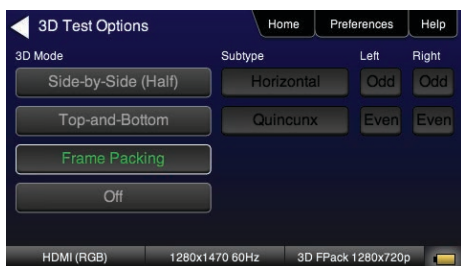 3D Test Options Home Preferences Help
3D Mode Subtype Left Right
Side-by-Side (Half) Horizontal Odd Odd
Top-and-Bottom Quincunx Even Even
Frame Packing
Off
HDMI (RGB) 1280x1470 60Hz 3D FPack 1280x720p